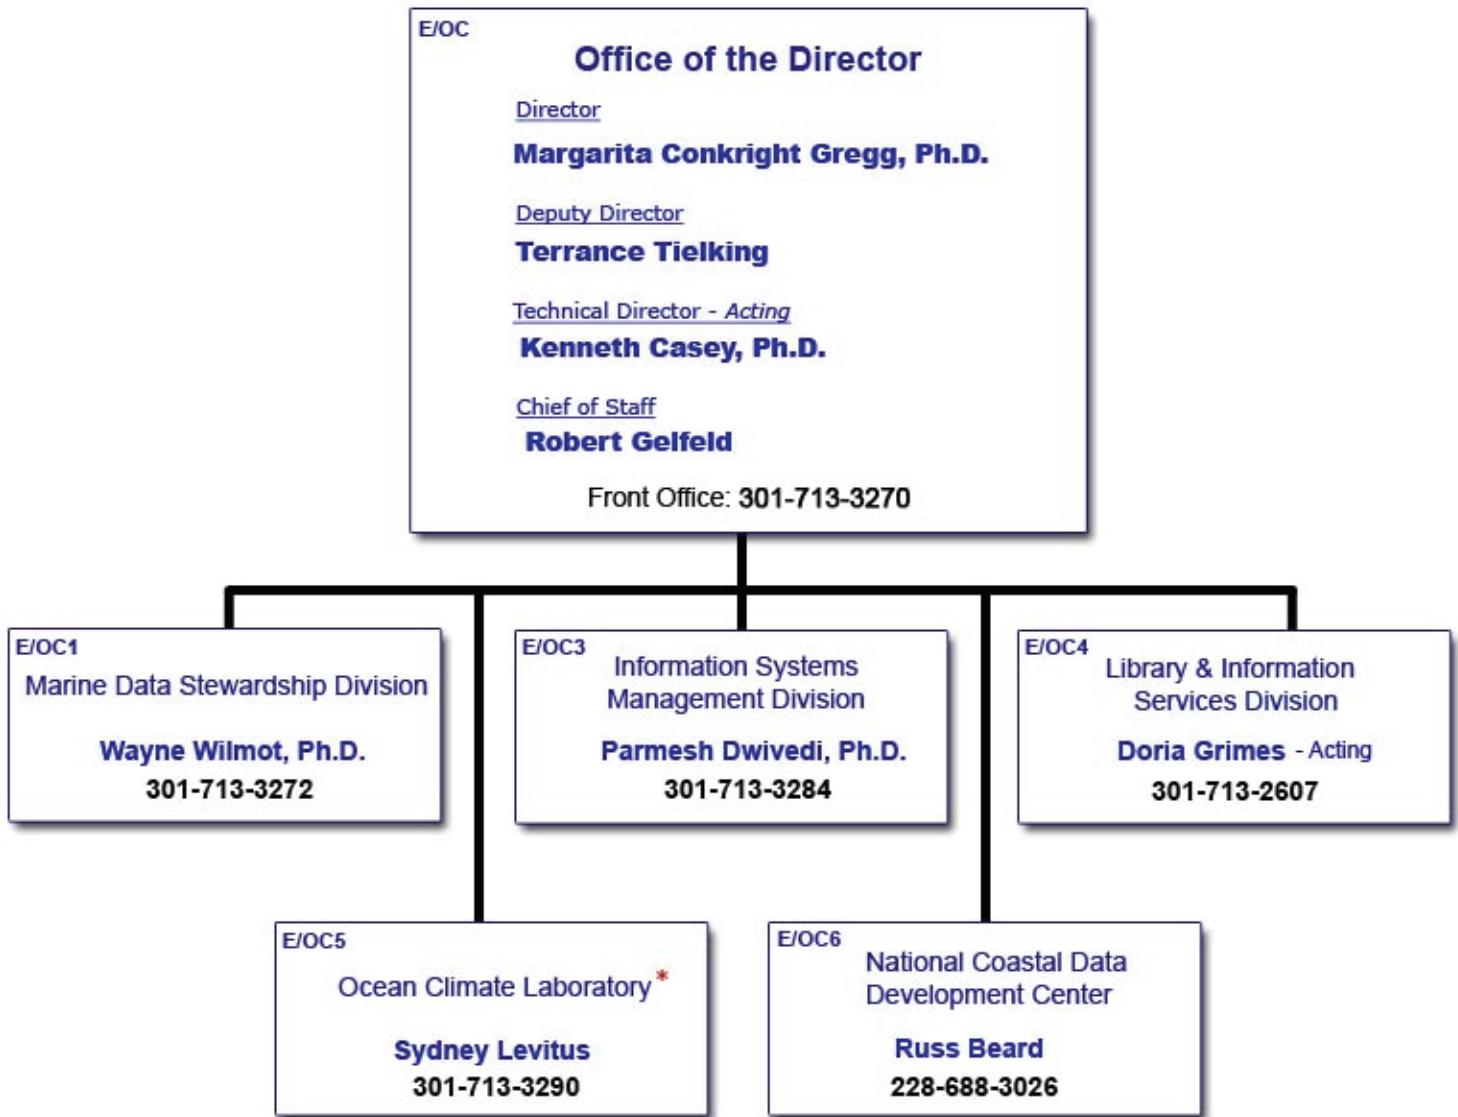 E/OC
Office of the Director
Director
Margarita Conkright Gregg, Ph.D.
Deputy Director
Terrance Tielking
Technical Director - Acting
Kenneth Casey, Ph.D.
Chief of Staff
Robert Gelfeld
Front Office: 301-713-3270
E/OC1
Marine Data Stewardship Division
Wayne Wilmot, Ph.D.
301-713-3272
E/OC3
Information Systems
Management Division
Parmesh Dwivedi, Ph.D.
301-713-3284
E/OC4
Library & Information
Services Division
Doria Grimes - Acting
301-713-2607
E/OC5
Ocean Climate Laboratory *
Sydney Levitus
301-713-3290
E/OC6
National Coastal Data
Development Center
Russ Beard
228-688-3026